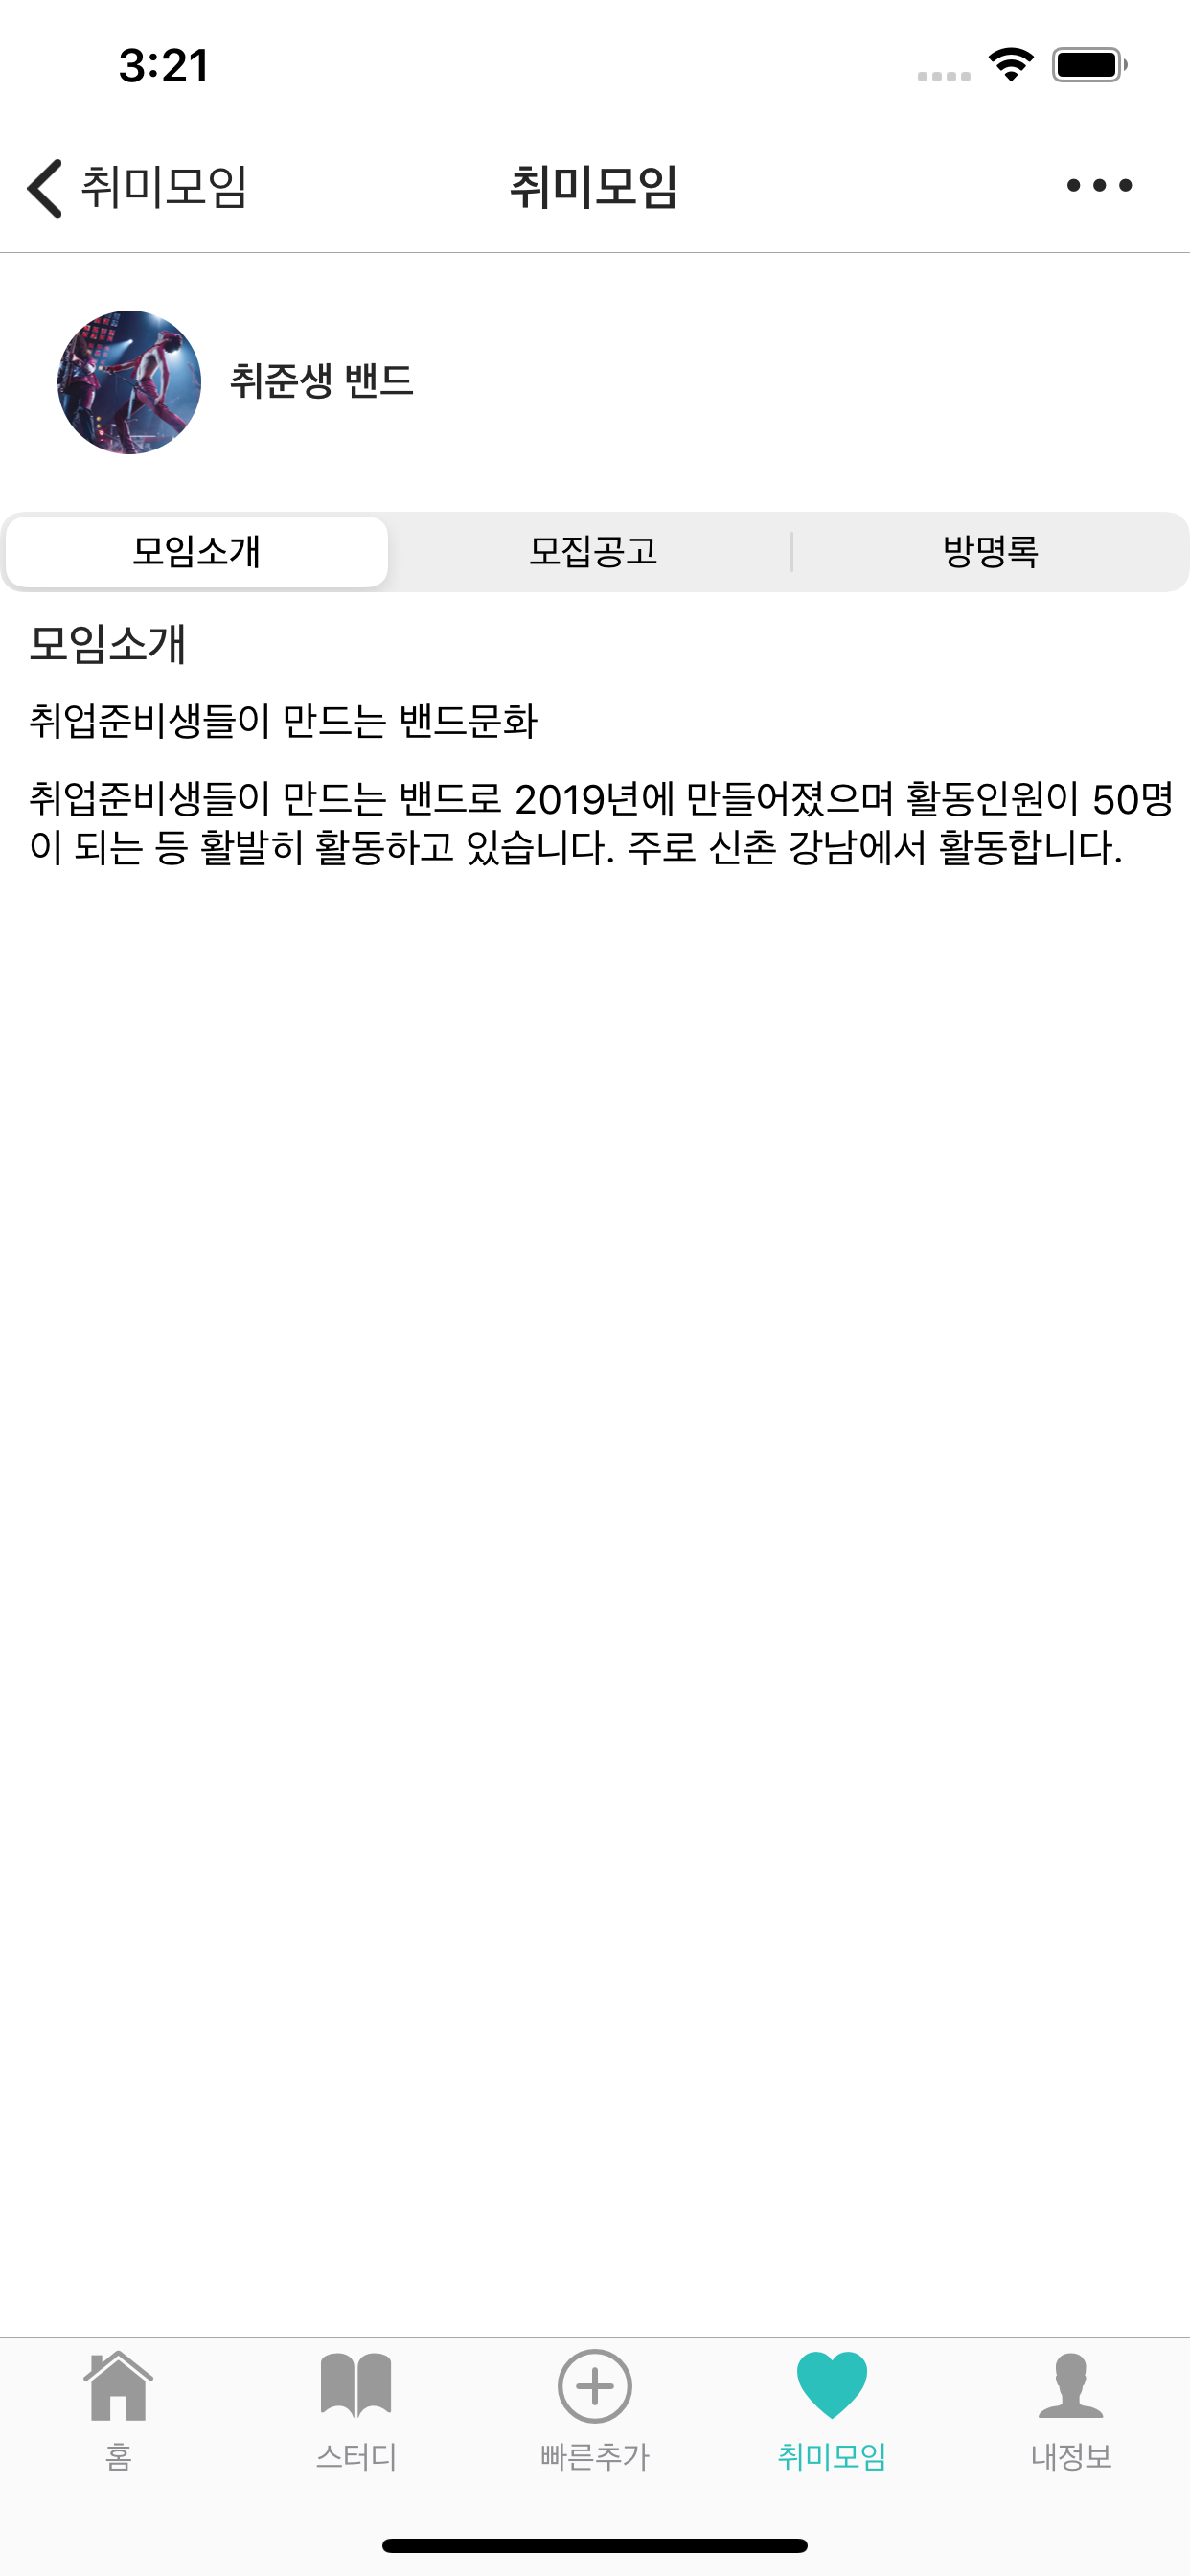 3:21
취미모임
취미모임
취준생 밴드
모임소개
모집공고
방명록
모임소개
취업준비생들이 만드는 밴드문화
취업준비생들이 만드는 밴드로 2019년에 만들어졌으며 활동인원이 50명
이 되는 등 활발히 활동하고 있습니다. 주로 신촌 강남에서 활동합니다.
홈
스터디
빠른추가
취미모임
내정보